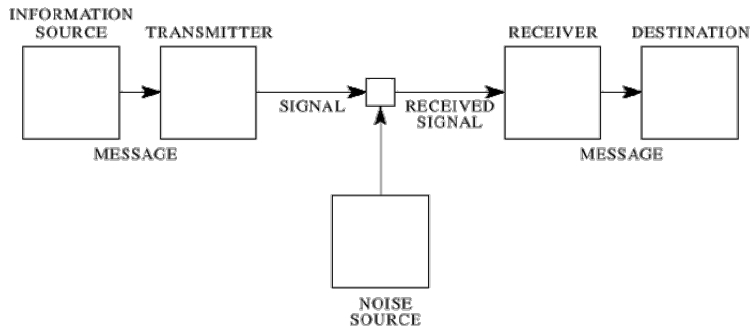 INFORMATION
SOURCE
TRANSMITTER
RECEIVER
DESTINATION
SIGNAL
RECEIVED
SIGNAL
MESSAGE
MESSAGE
NOISE
SOURCE